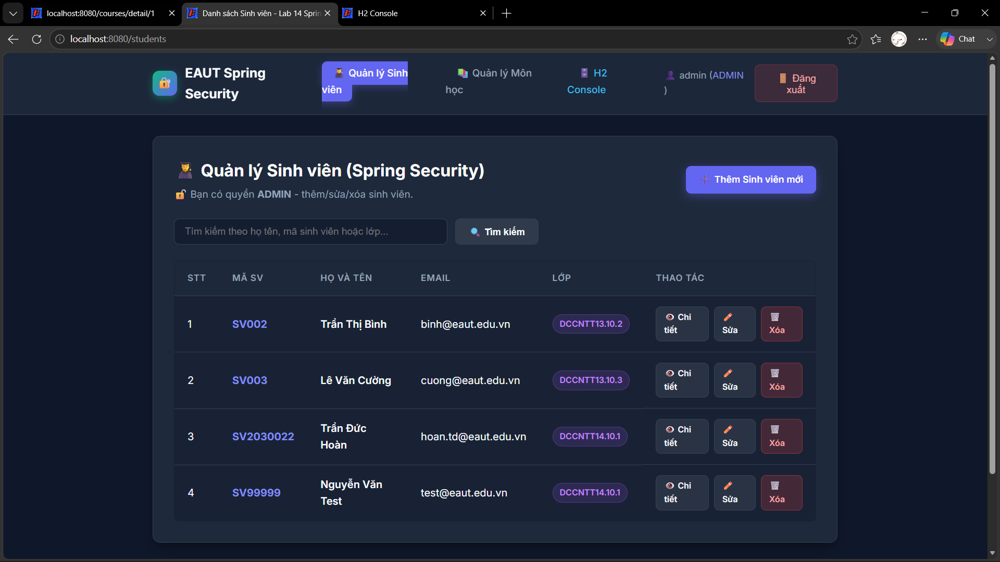 localhost:8080/courses/detail/1
Danh sách Sinh viên - Lab 14 Sprin
H2 Console
localhost:8080/students
Chat
EAUT Spring
Security
Quản lý Sinh
viên
Quản lý Môn
học
H2
Console
admin (ADMIN
)
Đăng
xuất
Quản lý Sinh viên (Spring Security)
Bạn có quyền ADMIN - thêm/sửa/xóa sinh viên.
Thêm Sinh viên mới
Tìm kiếm theo họ tên, mã sinh viên hoặc lớp...
Tìm kiếm
STT MÃ SV HỌ VÀ TÊN EMAIL LỚP THAO TÁC
1 SV002 Trần Thị Bình binh@eaut.edu.vn DCCNTT13.10.2
Chi
tiết
Sửa
Xóa
2 SV003 Lê Văn Cường cuong@eaut.edu.vn DCCNTT13.10.3
Chi
tiết
Sửa
Xóa
3 SV2030022
Trần Đức
Hoàn
hoan.td@eaut.edu.vn DCCNTT14.10.1
Chi
tiết
Sửa
Xóa
4 SV99999
Nguyễn Văn
Test
test@eaut.edu.vn DCCNTT14.10.1
Chi
tiết
Sửa
Xóa